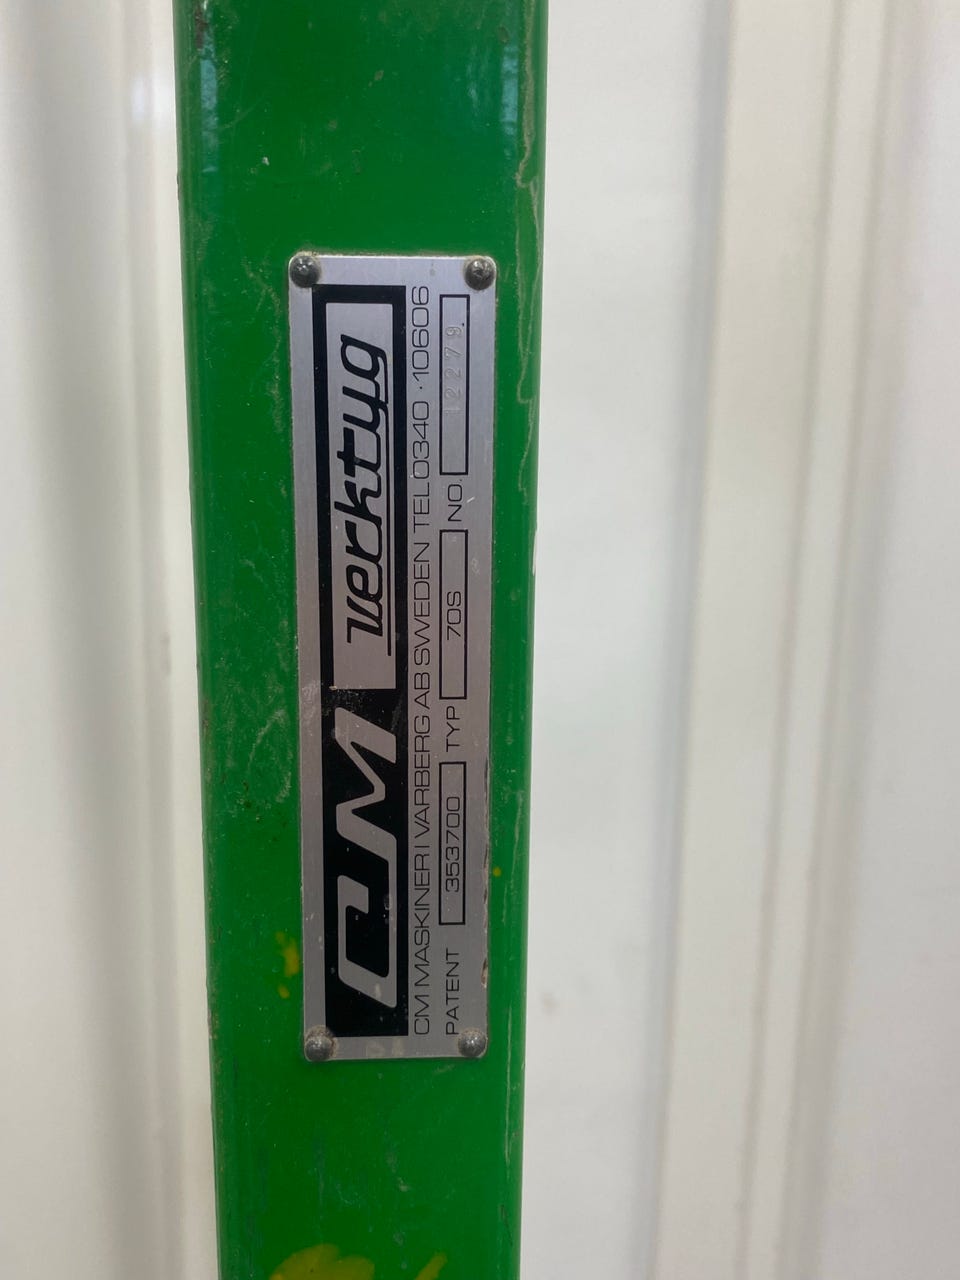 CM Verktyg
CM MASKINER I VARBERG AB SWEDEN TEL 0340 · 10606
PATENT 353700 TYP 70S NO. 12279